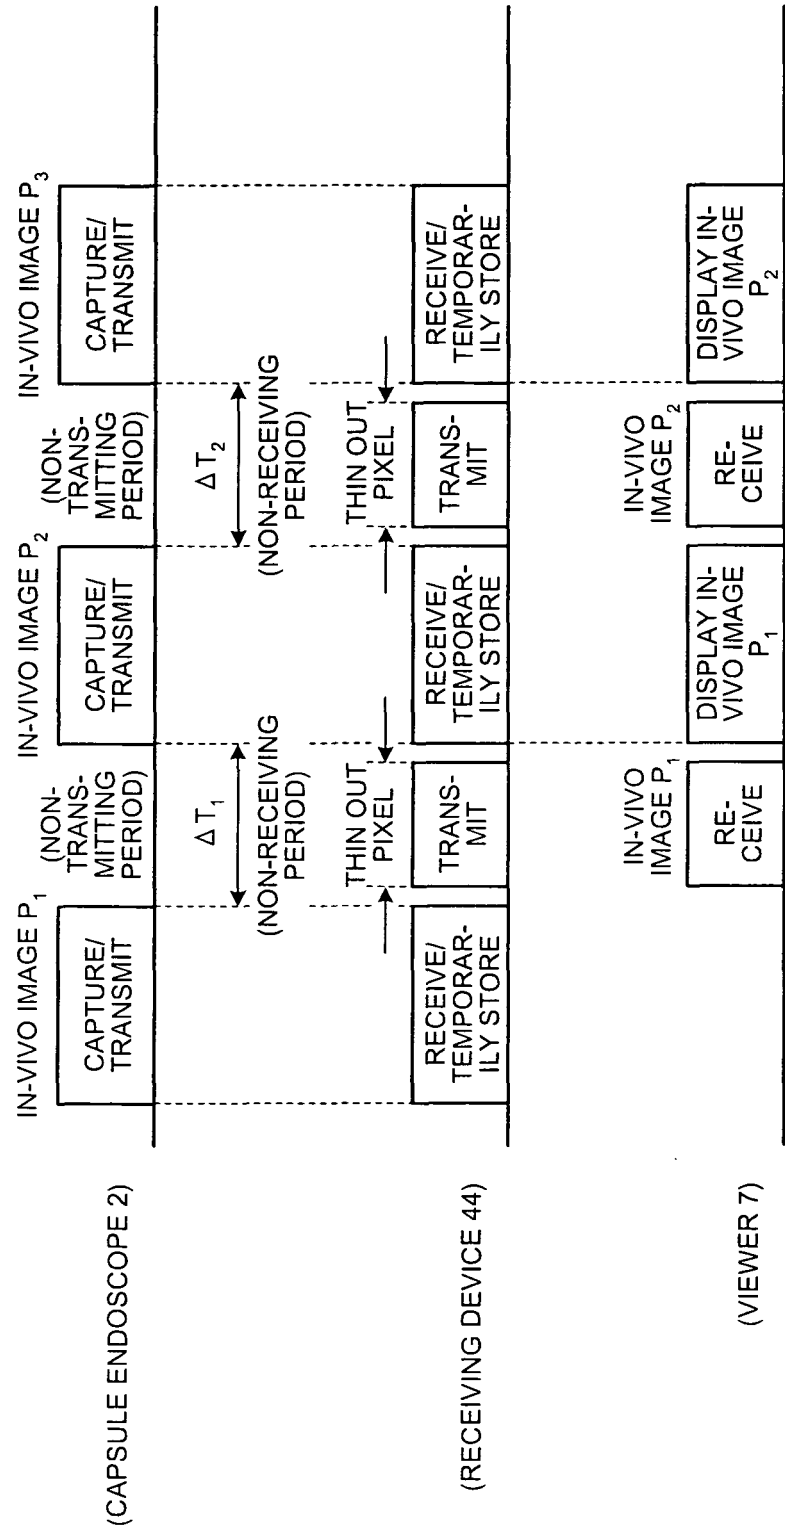 (CAPSULE ENDOSCOPE 2)
IN-VIVO IMAGE P1
CAPTURE/
TRANSMIT
(NON-
TRANS-
MITTING
PERIOD)
IN-VIVO IMAGE P2
CAPTURE/
TRANSMIT
(NON-
TRANS-
MITTING
PERIOD)
IN-VIVO IMAGE P3
CAPTURE/
TRANSMIT
ΔT1
(NON-RECEIVING
PERIOD)
ΔT2
(NON-RECEIVING
PERIOD)
(RECEIVING DEVICE 44)
RECEIVE/
TEMPORAR-
ILY STORE
THIN OUT
PIXEL
TRANS-
MIT
RECEIVE/
TEMPORAR-
ILY STORE
THIN OUT
PIXEL
TRANS-
MIT
RECEIVE/
TEMPORAR-
ILY STORE
(VIEWER 7)
IN-VIVO
IMAGE P1
RE-
CEIVE
DISPLAY IN-
VIVO IMAGE
P1
IN-VIVO
IMAGE P2
RE-
CEIVE
DISPLAY IN-
VIVO IMAGE
P2